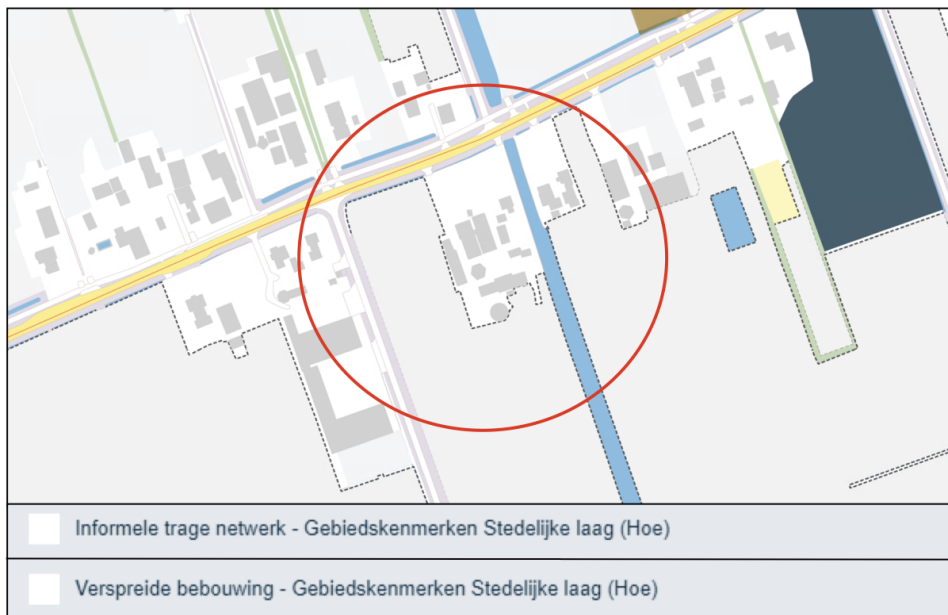 Informele trage netwerk - Gebiedskenmerken Stedelijke laag (Hoe)
Verspreide bebouwing - Gebiedskenmerken Stedelijke laag (Hoe)